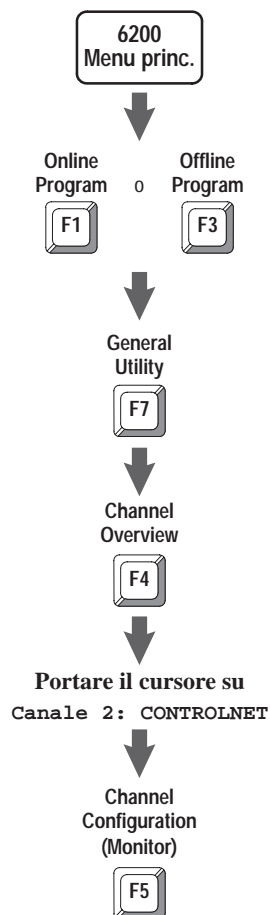 6200
Menu princ.
Online
Program
o
Offline
Program
F1
F3
General
Utility
F7
Channel
Overview
F4
Portare il cursore su
Canale 2: CONTROLNET
Channel
Configuration
(Monitor)
F5